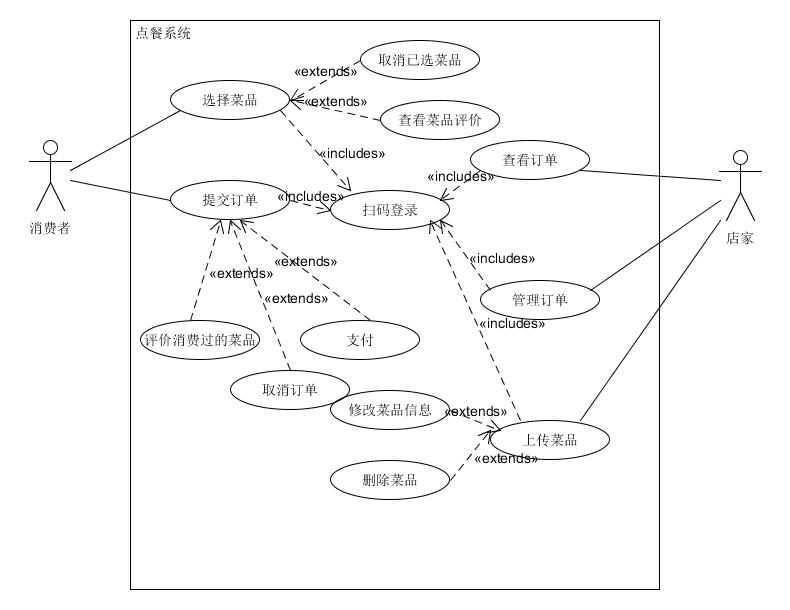 点餐系统
取消已选菜品
«extends»
选择菜品
«extends»
查看菜品评价
«includes»
查看订单
«includes»
提交订单
«includes»
扫码登录
消费者
店家
«extends»
«includes»
«extends»
«extends»
管理订单
«includes»
评价消费过的菜品
支付
取消订单
修改菜品信息
«extends»
上传菜品
«extends»
删除菜品